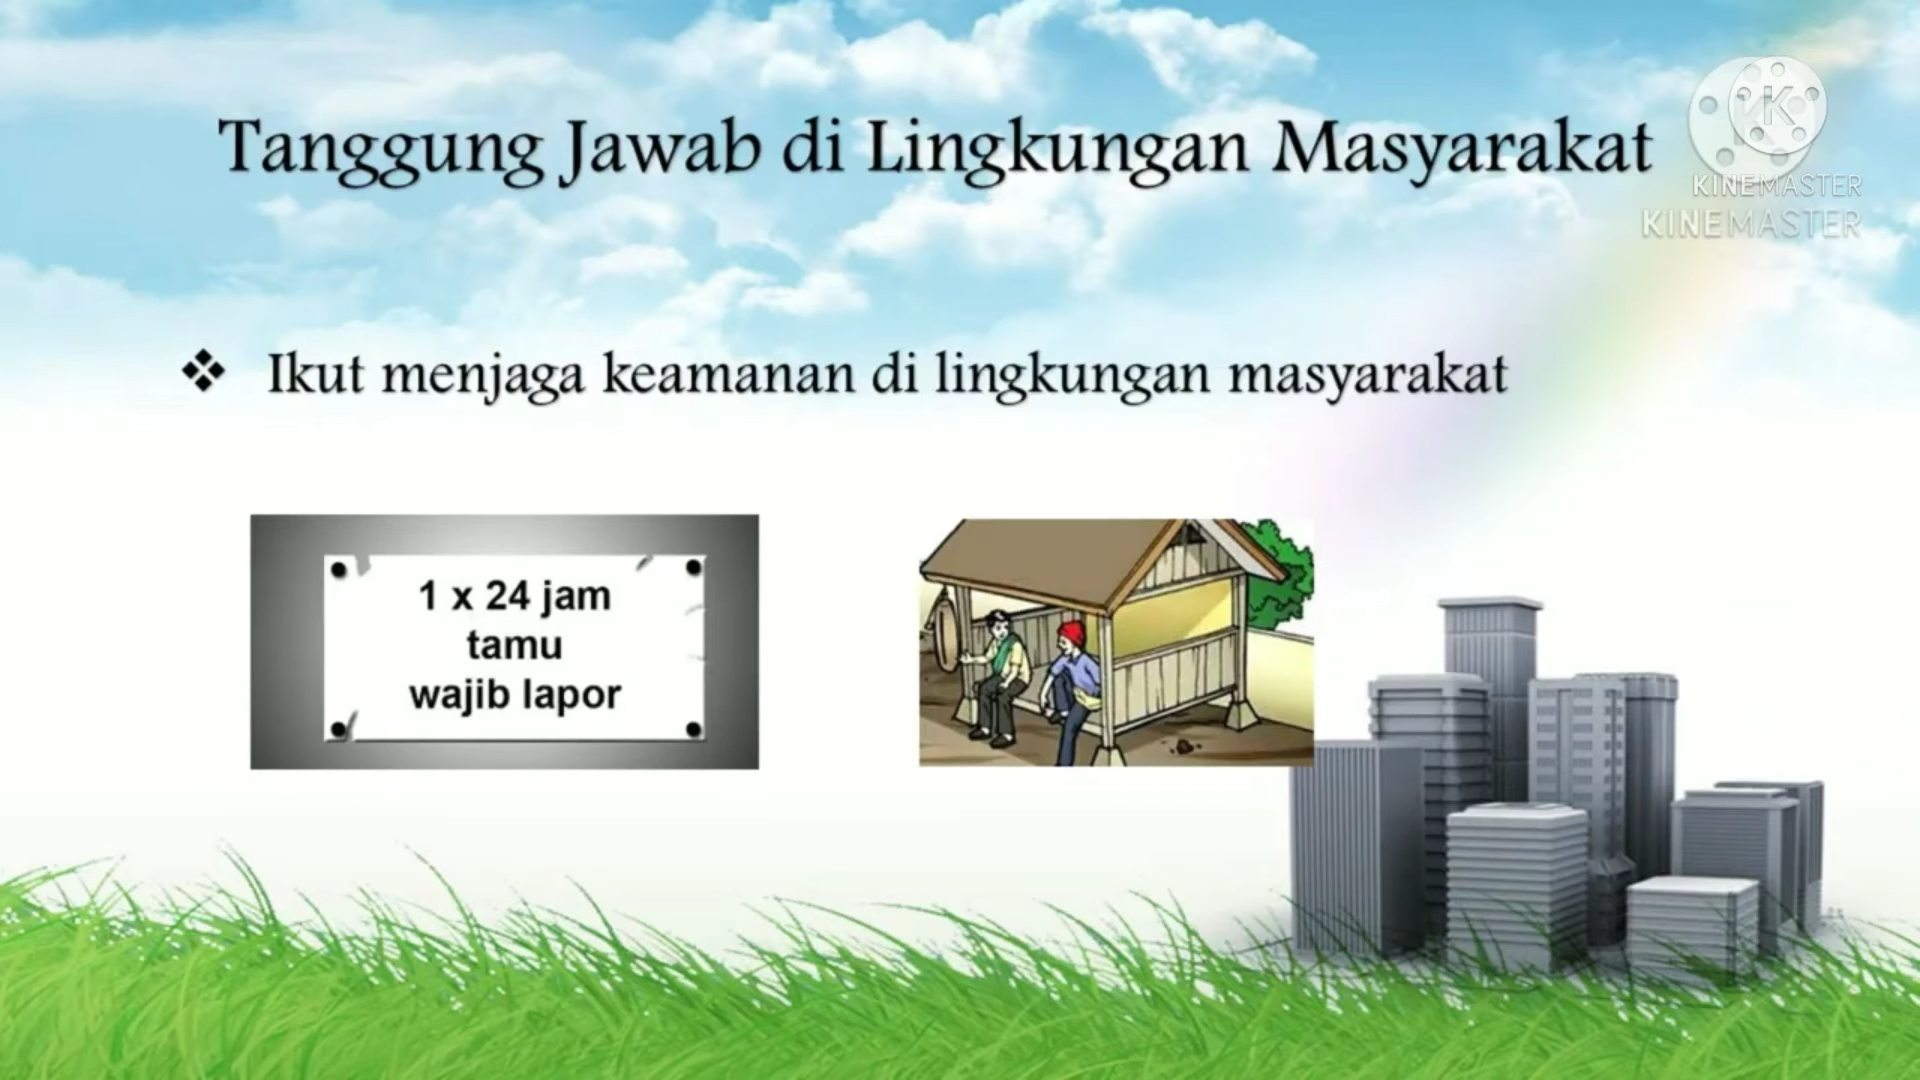 Tanggung Jawab di Lingkungan Masyarakat
K
KINEMASTER
KINEMASTER
❖ Ikut menjaga keamanan di lingkungan masyarakat
1 x 24 jam
tamu
wajib lapor